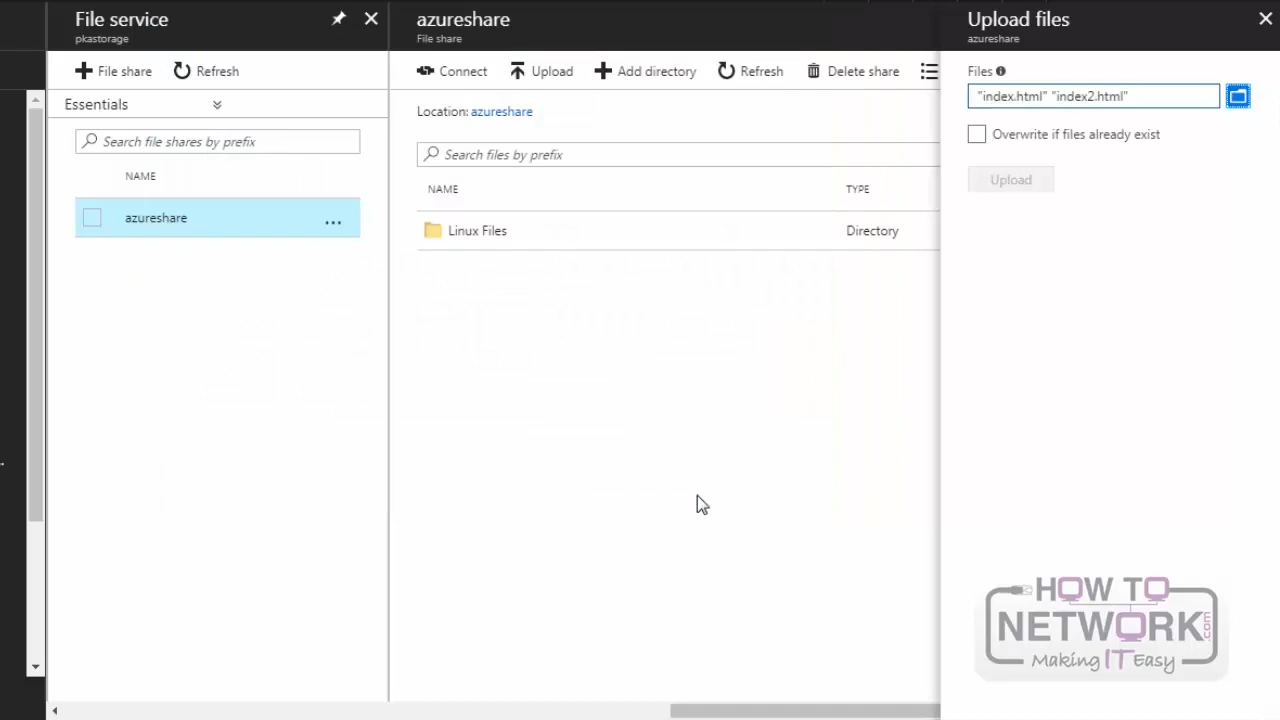 File service
pkastorage
File share
Refresh
Essentials
Search file shares by prefix
NAME
azureshare
...
azureshare
File share
Connect
Upload
Add directory
Refresh
Delete share
Location: azureshare
Search files by prefix
NAME
TYPE
Linux Files
Directory
Upload files
azureshare
Files
"index.html" "index2.html"
Overwrite if files already exist
Upload
HOW TO
NETWORK.com
Making IT Easy